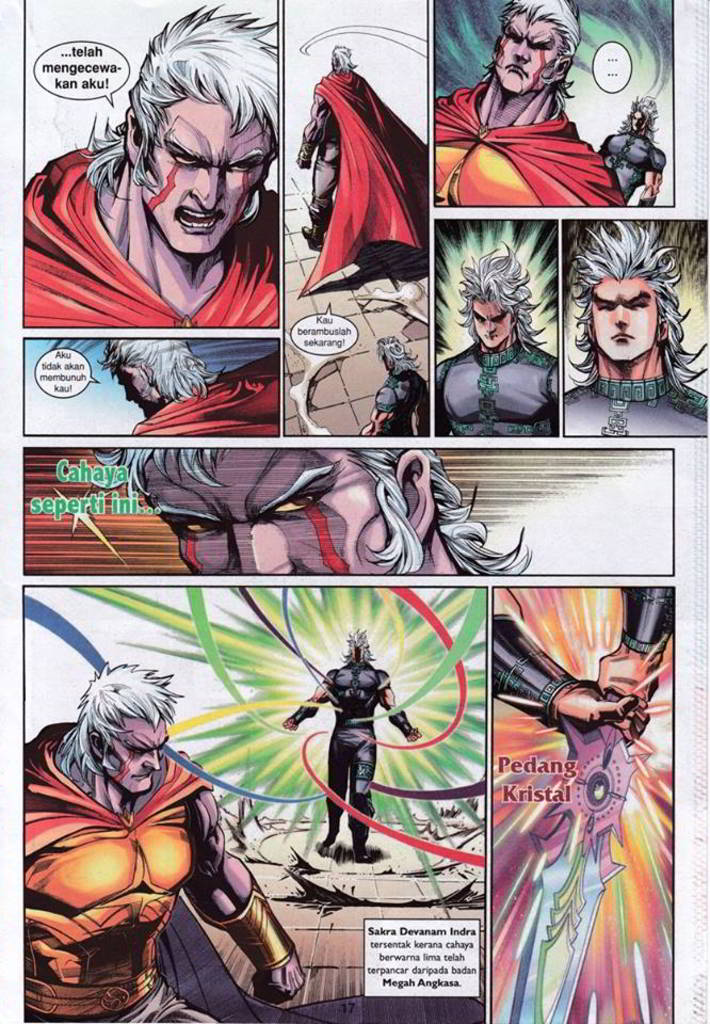 ...telah
mengecewa-
kan aku!
...
...
Aku
tidak akan
membunuh
kau!
Kau
berambuslah
sekarang!
Cahaya
seperti ini...
Pedang
Kristal
Sakra Devanam Indra
tersentak kerana cahaya
berwarna lima telah
terpancar daripada badan
Megah Angkasa.
17